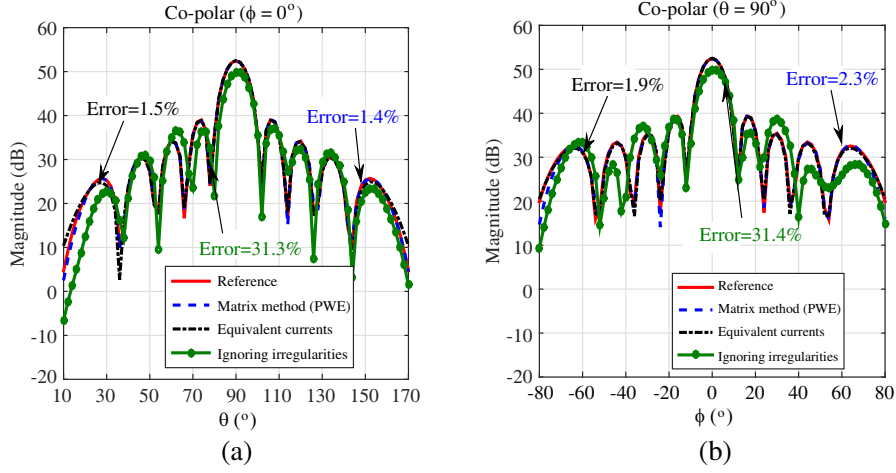 Co-polar (ϕ = 0°)
60
50
40
30
20
10
0
-10
-20
Magnitude (dB)
Error=1.5%
Error=1.4%
Error=31.3%
Reference
Matrix method (PWE)
Equivalent currents
Ignoring irregularities
10 30 50 70 90 110 130 150 170
θ (°)
(a)
Co-polar (θ = 90°)
60
50
40
30
20
10
0
-10
-20
Magnitude (dB)
Error=1.9%
Error=2.3%
Error=31.4%
Reference
Matrix method (PWE)
Equivalent currents
Ignoring irregularities
-80 -60 -40 -20 0 20 40 60 80
ϕ (°)
(b)